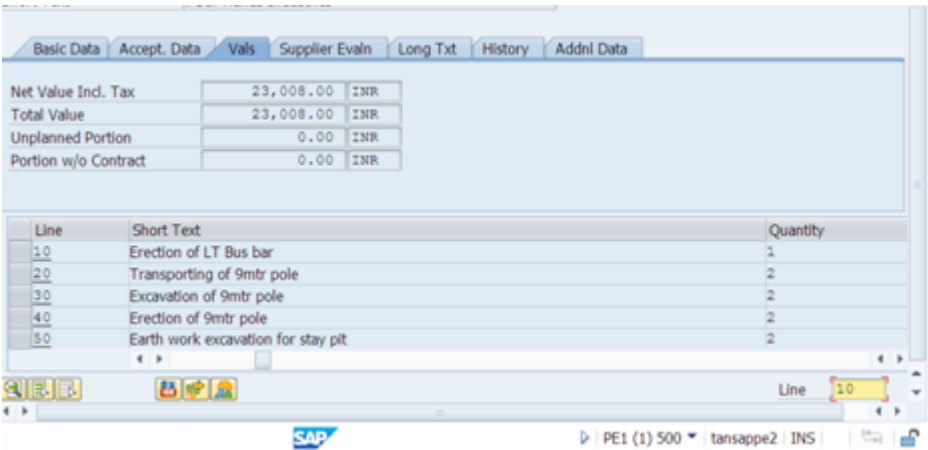 Basic Data Accept. Data Vals Supplier Evaln Long Txt History Addnl Data
Net Value Incl. Tax 23,008.00 INR
Total Value 23,008.00 INR
Unplanned Portion 0.00 INR
Portion w/o Contract 0.00 INR
Line Short Text Quantity
10 Erection of LT Bus bar 1
20 Transporting of 9mtr pole 2
30 Excavation of 9mtr pole 2
40 Erection of 9mtr pole 2
50 Earth work excavation for stay pit 2
Line 10
SAP PE1 (1) 500 tansappe2 INS